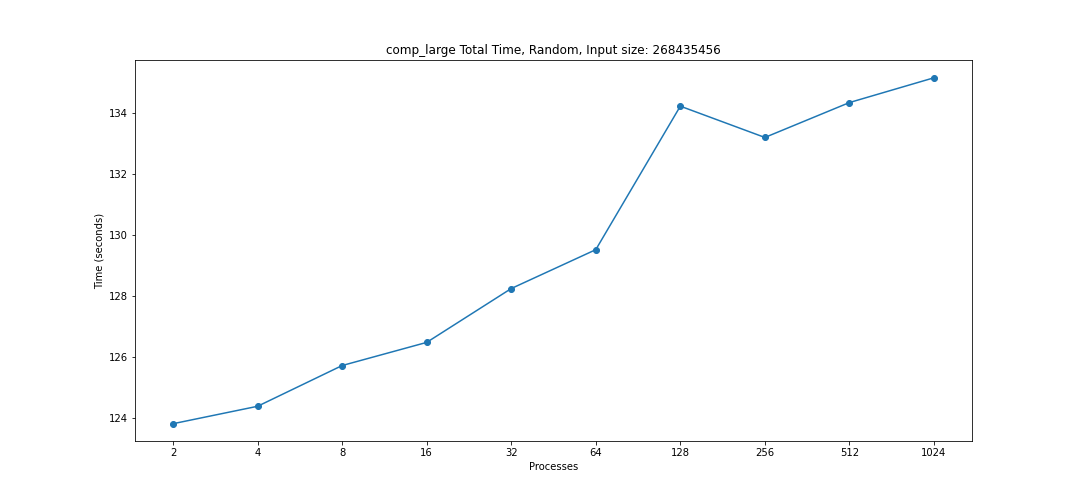 comp_large Total Time, Random, Input size: 268435456
Time (seconds)
134
132
130
128
126
124
2 4 8 16 32 64 128 256 512 1024
Processes